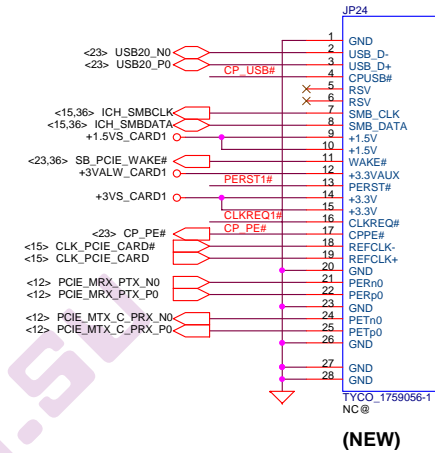 JP24
1 GND
<23> USB20_N0 2 USB_D-
<23> USB20_P0 3 USB_D+
CP_USB# 4 CPUSB#
5 RSV
6 RSV
<15,36> ICH_SMBCLK 7 SMB_CLK
<15,36> ICH_SMBDATA 8 SMB_DATA
+1.5VS_CARD1 9 +1.5V
10 +1.5V
<23,36> SB_PCIE_WAKE# 11 WAKE#
+3VALW_CARD1 12 +3.3VAUX
PERST1# 13 PERST#
+3VS_CARD1 14 +3.3V
15 +3.3V
CLKREQ1# 16 CLKREQ#
<23> CP_PE# CP_PE# 17 CPPE#
<15> CLK_PCIE_CARD# 18 REFCLK-
<15> CLK_PCIE_CARD 19 REFCLK+
20 GND
<12> PCIE_MRX_PTX_N0 21 PERn0
<12> PCIE_MRX_PTX_P0 22 PERp0
23 GND
<12> PCIE_MTX_C_PRX_N0 24 PETn0
<12> PCIE_MTX_C_PRX_P0 25 PETp0
26 GND
27 GND
28 GND
TYCO_1759056-1
NC@
(NEW)
.SU